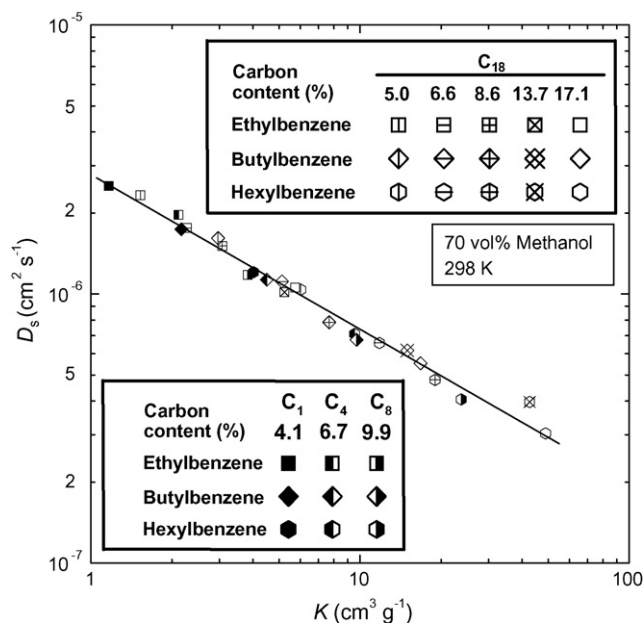 10⁻⁵
5
2
10⁻⁶
5
2
10⁻⁷
Dₛ (cm² s⁻¹)
C₁₈
Carbon
content (%)
5.0 6.6 8.6 13.7 17.1
Ethylbenzene
Butylbenzene
Hexylbenzene
70 vol% Methanol
298 K
C₁ C₄ C₈
Carbon
content (%)
4.1 6.7 9.9
Ethylbenzene
Butylbenzene
Hexylbenzene
1 10 100
K (cm³ g⁻¹)